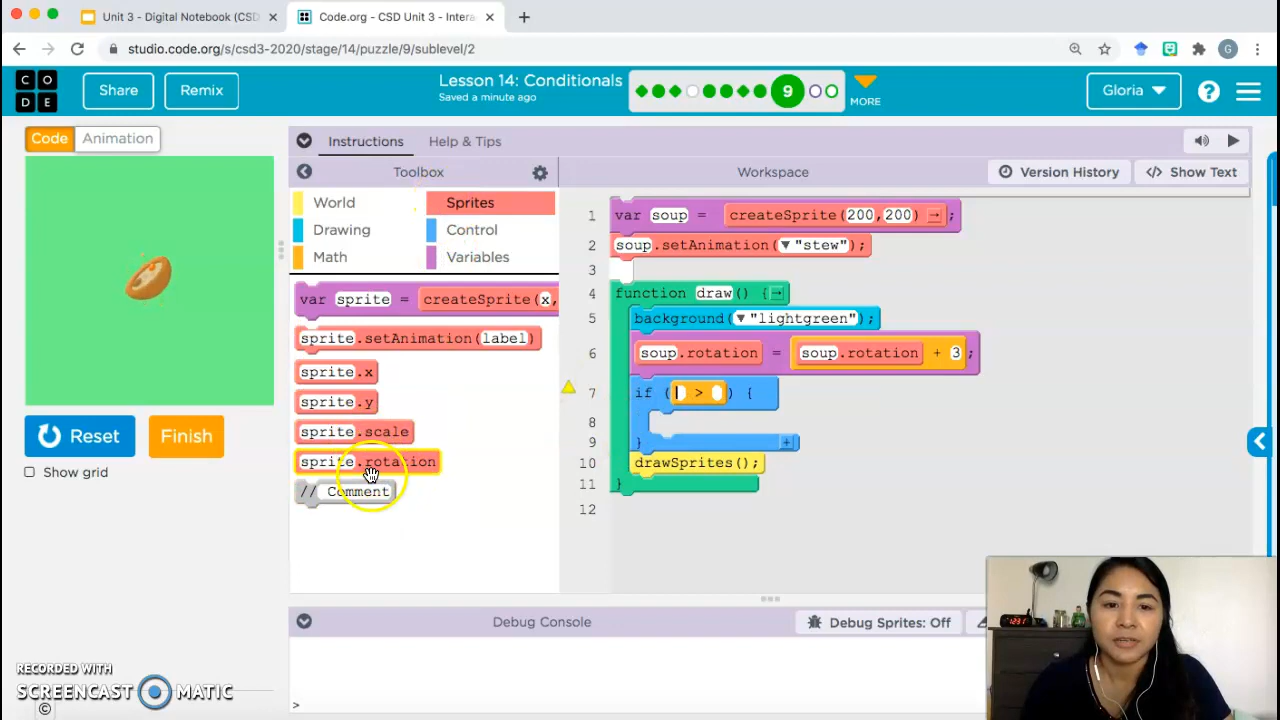 Unit 3 - Digital Notebook (CSD
Code.org - CSD Unit 3 - Intera
studio.code.org/s/csd3-2020/stage/14/puzzle/9/sublevel/2
G
C O
D E
Share
Remix
Lesson 14: Conditionals
Saved a minute ago
9
MORE
Gloria
?
Code
Animation
Instructions
Help & Tips
Toolbox
Workspace
Version History
</> Show Text
World
Sprites
Drawing
Control
Math
Variables
var sprite = createSprite(x,
sprite.setAnimation(label)
sprite.x
sprite.y
sprite.scale
sprite.rotation
// Comment
1 var soup = createSprite(200,200) → ;
2 soup.setAnimation(▼"stew");
3
4 function draw() {→
5 background(▼"lightgreen");
6 soup.rotation = soup.rotation + 3;
7 if ( > ) {
8
9 } +
10 drawSprites();
11 }
12
Reset
Finish
Show grid
Debug Console
Debug Sprites: Off
>
RECORDED WITH
SCREENCAST MATIC
©